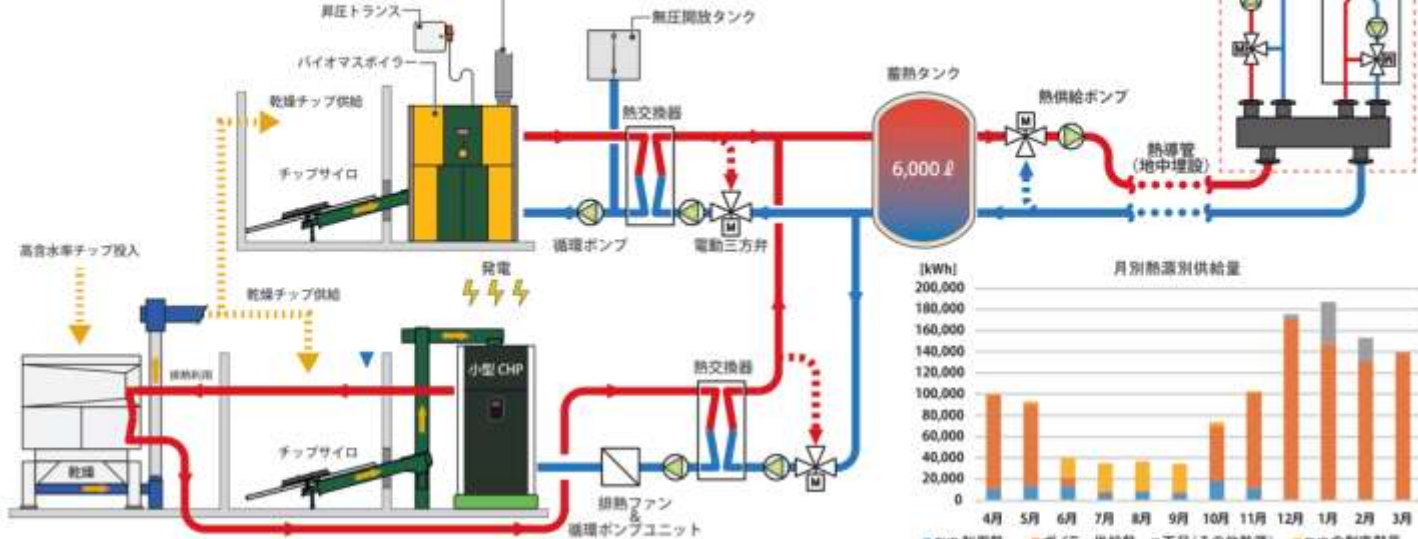 昇圧トランス
無圧開放タンク
バイオマスボイラー
蓄熱タンク
乾燥チップ供給
熱交換器
熱供給ポンプ
M
M
M
チップサイロ
6,000 ℓ
熱導管
(地中埋設)
高含水率チップ投入
循環ポンプ
M
電動三方弁
発電
乾燥チップ供給
[kWh]
月別熱源別供給量
200,000
180,000
160,000
140,000
120,000
100,000
80,000
60,000
40,000
20,000
0
小型 CHP
熱交換器
排熱利用
チップサイロ
乾燥
M
排熱ファン
&
循環ポンプユニット
4月 5月 6月 7月 8月 9月 10月 11月 12月 1月 2月 3月